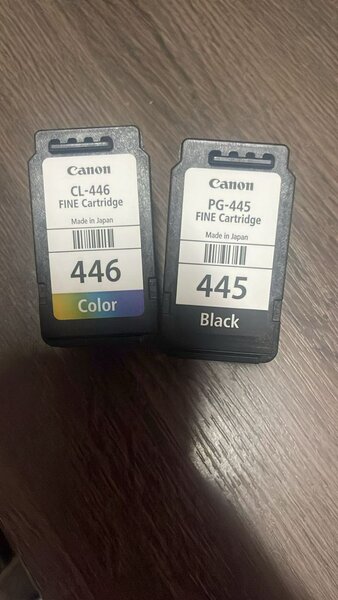 Canon
CL-446
FINE Cartridge
Made in Japan
446
Color
Canon
PG-445
FINE Cartridge
Made in Japan
445
Black